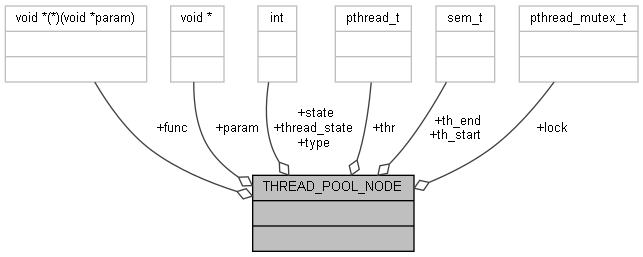 void *(*)(void *param)
void *
int
pthread_t
sem_t
pthread_mutex_t
+func
+param
+state
+thread_state
+type
+thr
+th_end
+th_start
+lock
THREAD_POOL_NODE